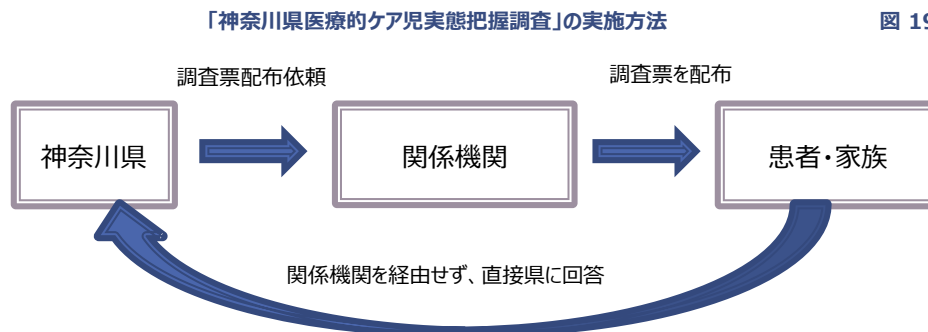 「神奈川県医療的ケア児実態把握調査」の実施方法
図 19
調査票配布依頼
調査票を配布
神奈川県
関係機関
患者・家族
関係機関を経由せず、直接県に回答